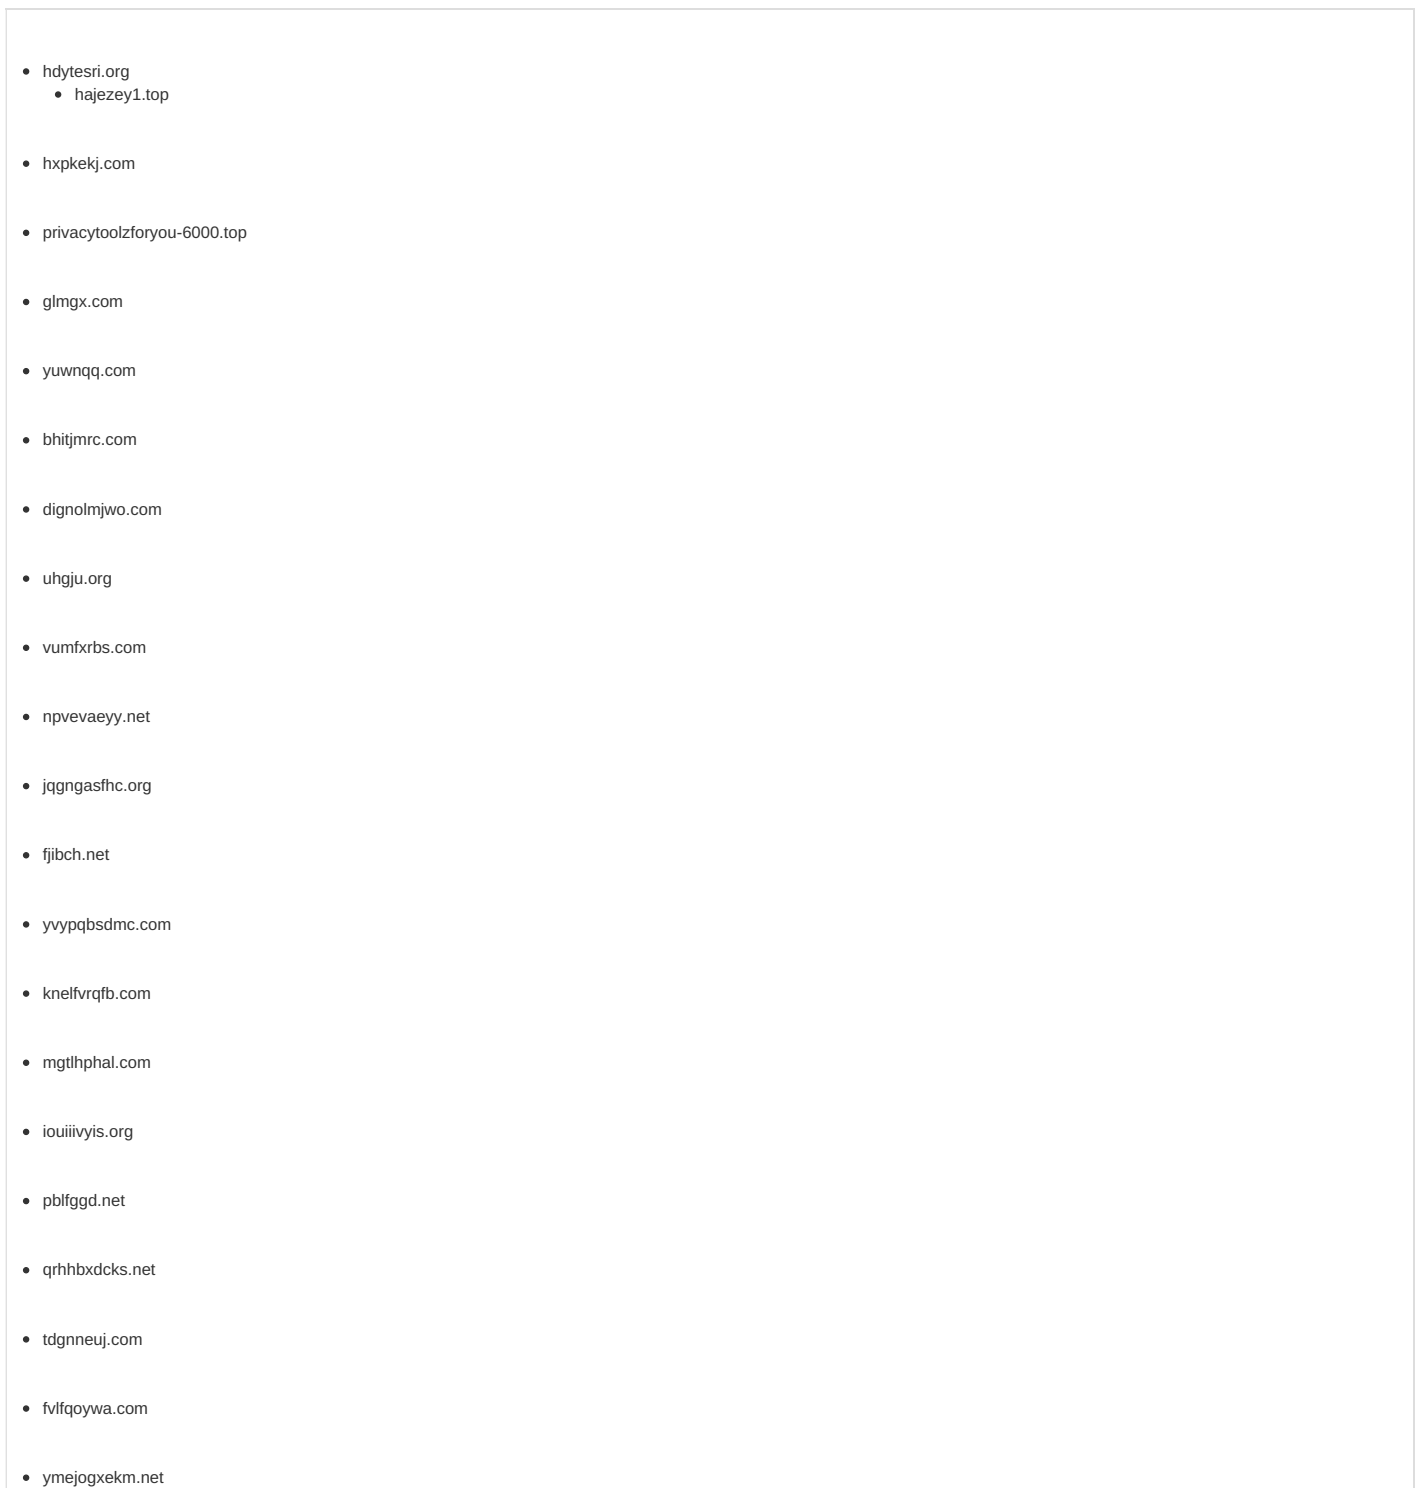 hdytesri.org
hajezey1.top
hxpkekj.com
privacytoolzforyou-6000.top
glmgx.com
yuwnqq.com
bhitjmrc.com
dignolmjwo.com
uhgju.org
vumfxrbs.com
npvevaeyy.net
jqgngasfhc.org
fjibch.net
yvypqbsdmc.com
knelfvrqfb.com
mgtlhphal.com
iouiiivyis.org
pblfggd.net
qrhhbxdcks.net
tdgnneuj.com
fvlfqoywa.com
ymejogxekm.net